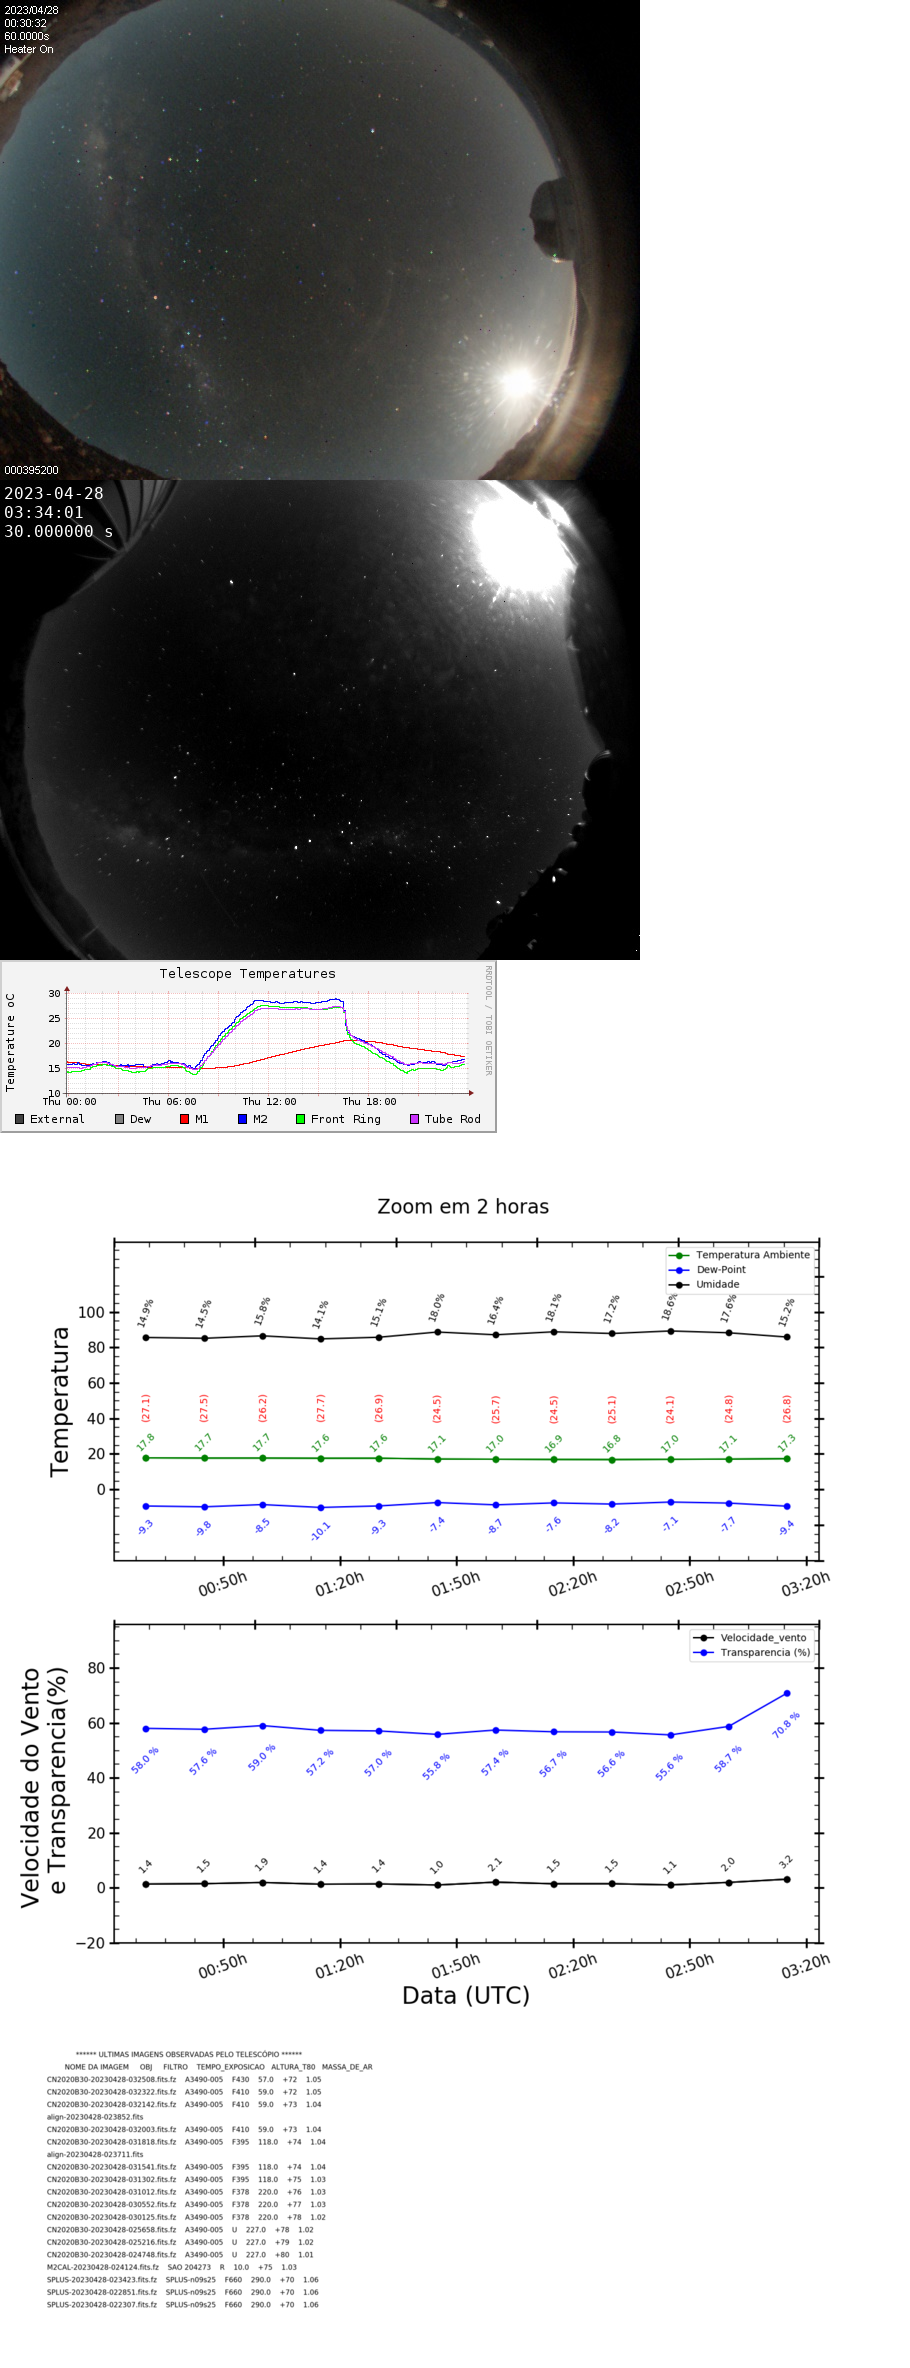 2023/04/28
00:30:32
60.0000s
Heater On
000395200
2023-04-28
03:34:01
30.000000 s
Telescope Temperatures
RRDTOOL / TOBI OETIKER
Temperature oC
30
25
20
15
10
Thu 00:00 Thu 06:00 Thu 12:00 Thu 18:00
External Dew M1 M2 Front Ring Tube Rod
Zoom em 2 horas
Temperatura Ambiente
Dew-Point
Umidade
Temperatura
100
80
60
40
20
0
14.9% 14.5% 15.8% 14.1% 15.1% 18.0% 16.4% 18.1% 17.2% 18.6% 17.6% 15.2%
(27.1) (27.5) (26.2) (27.7) (26.9) (24.5) (25.7) (24.5) (25.1) (24.1) (24.8) (26.8)
17.8 17.7 17.7 17.6 17.6 17.1 17.0 16.9 16.8 17.0 17.1 17.3
-9.3 -9.8 -8.5 -10.1 -9.3 -7.4 -8.7 -7.6 -8.2 -7.1 -7.7 -9.4
00:50h 01:20h 01:50h 02:20h 02:50h 03:20h
Velocidade_vento
Transparencia (%)
Velocidade do Vento
e Transparencia(%)
80
60
40
20
0
−20
58.0 % 57.6 % 59.0 % 57.2 % 57.0 % 55.8 % 57.4 % 56.7 % 56.6 % 55.6 % 58.7 % 70.8 %
1.4 1.5 1.9 1.4 1.4 1.0 2.1 1.5 1.5 1.1 2.0 3.2
00:50h 01:20h 01:50h 02:20h 02:50h 03:20h
Data (UTC)
****** ULTIMAS IMAGENS OBSERVADAS PELO TELESCÓPIO ******
NOME DA IMAGEM OBJ FILTRO TEMPO_EXPOSICAO ALTURA_T80 MASSA_DE_AR
CN2020B30-20230428-032508.fits.fz A3490-005 F430 57.0 +72 1.05
CN2020B30-20230428-032322.fits.fz A3490-005 F410 59.0 +72 1.05
CN2020B30-20230428-032142.fits.fz A3490-005 F410 59.0 +73 1.04
align-20230428-023852.fits
CN2020B30-20230428-032003.fits.fz A3490-005 F410 59.0 +73 1.04
CN2020B30-20230428-031818.fits.fz A3490-005 F395 118.0 +74 1.04
align-20230428-023711.fits
CN2020B30-20230428-031541.fits.fz A3490-005 F395 118.0 +74 1.04
CN2020B30-20230428-031302.fits.fz A3490-005 F395 118.0 +75 1.03
CN2020B30-20230428-031012.fits.fz A3490-005 F378 220.0 +76 1.03
CN2020B30-20230428-030552.fits.fz A3490-005 F378 220.0 +77 1.03
CN2020B30-20230428-030125.fits.fz A3490-005 F378 220.0 +78 1.02
CN2020B30-20230428-025658.fits.fz A3490-005 U 227.0 +78 1.02
CN2020B30-20230428-025216.fits.fz A3490-005 U 227.0 +79 1.02
CN2020B30-20230428-024748.fits.fz A3490-005 U 227.0 +80 1.01
M2CAL-20230428-024124.fits.fz SAO 204273 R 10.0 +75 1.03
SPLUS-20230428-023423.fits.fz SPLUS-n09s25 F660 290.0 +70 1.06
SPLUS-20230428-022851.fits.fz SPLUS-n09s25 F660 290.0 +70 1.06
SPLUS-20230428-022307.fits.fz SPLUS-n09s25 F660 290.0 +70 1.06